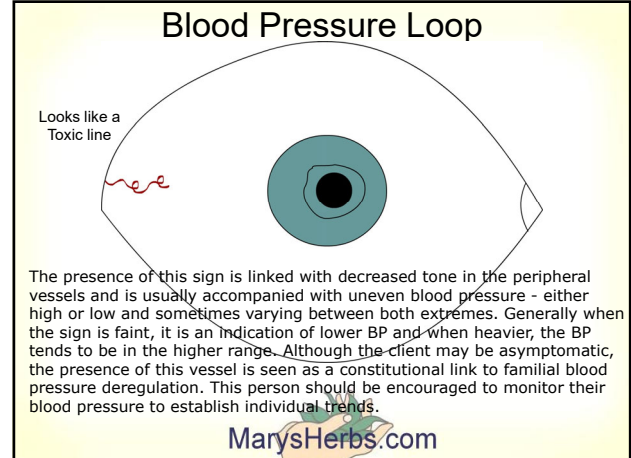 Blood Pressure Loop
Looks like a
Toxic line
The presence of this sign is linked with decreased tone in the peripheral
vessels and is usually accompanied with uneven blood pressure - either
high or low and sometimes varying between both extremes. Generally when
the sign is faint, it is an indication of lower BP and when heavier, the BP
tends to be in the higher range. Although the client may be asymptomatic,
the presence of this vessel is seen as a constitutional link to familial blood
pressure deregulation. This person should be encouraged to monitor their
blood pressure to establish individual trends.
MarysHerbs.com